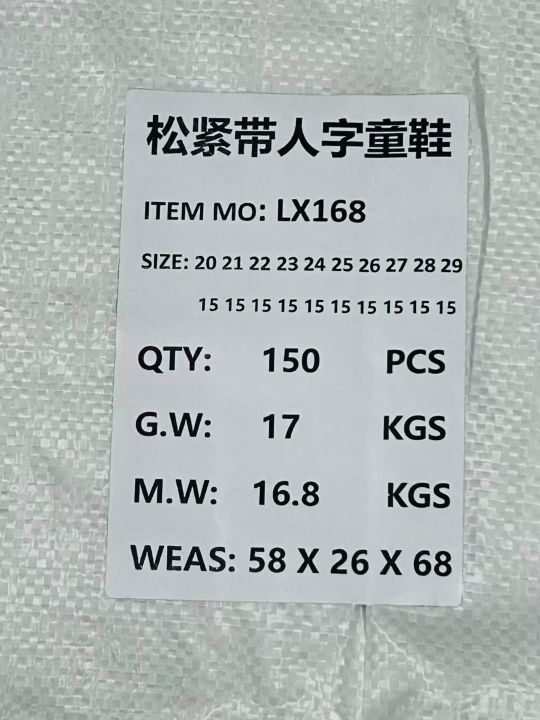 松紧带人字童鞋
ITEM MO: LX168
SIZE: 20 21 22 23 24 25 26 27 28 29
15 15 15 15 15 15 15 15 15 15
QTY: 150 PCS
G.W: 17 KGS
M.W: 16.8 KGS
WEAS: 58 X 26 X 68